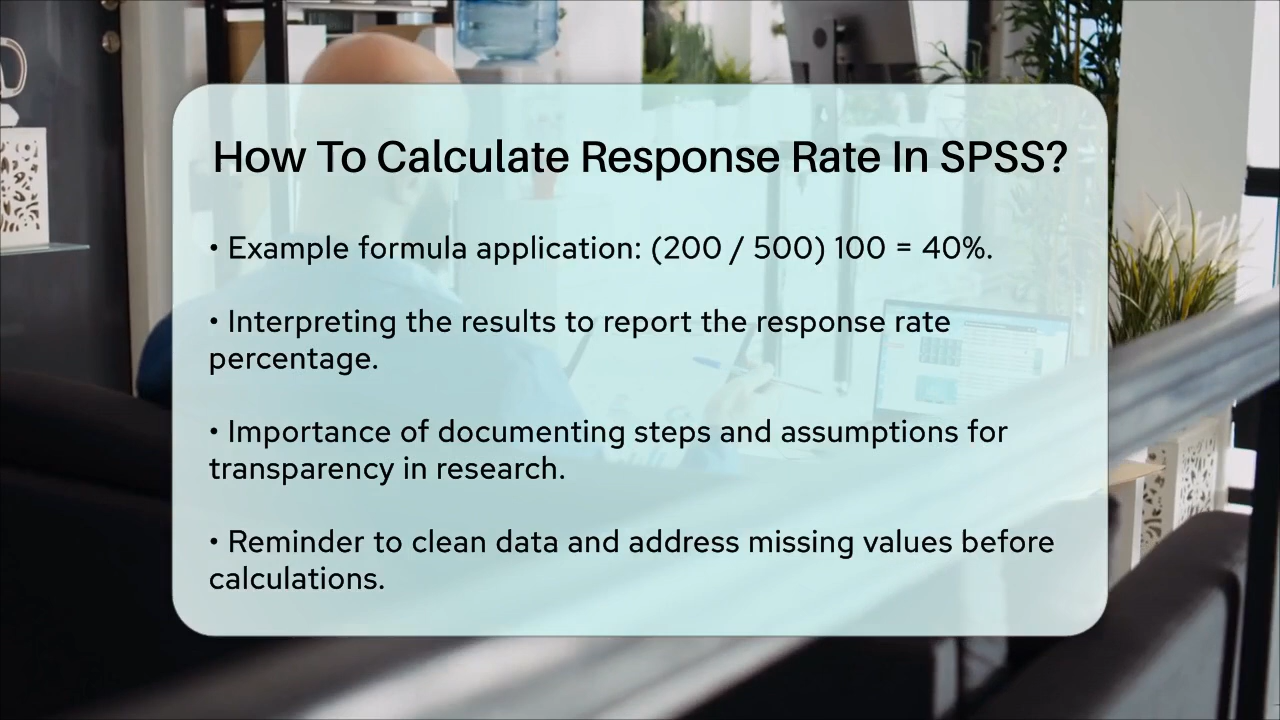 How To Calculate Response Rate In SPSS?
• Example formula application: (200 / 500) 100 = 40%.
• Interpreting the results to report the response rate
percentage.
• Importance of documenting steps and assumptions for
transparency in research.
• Reminder to clean data and address missing values before
calculations.